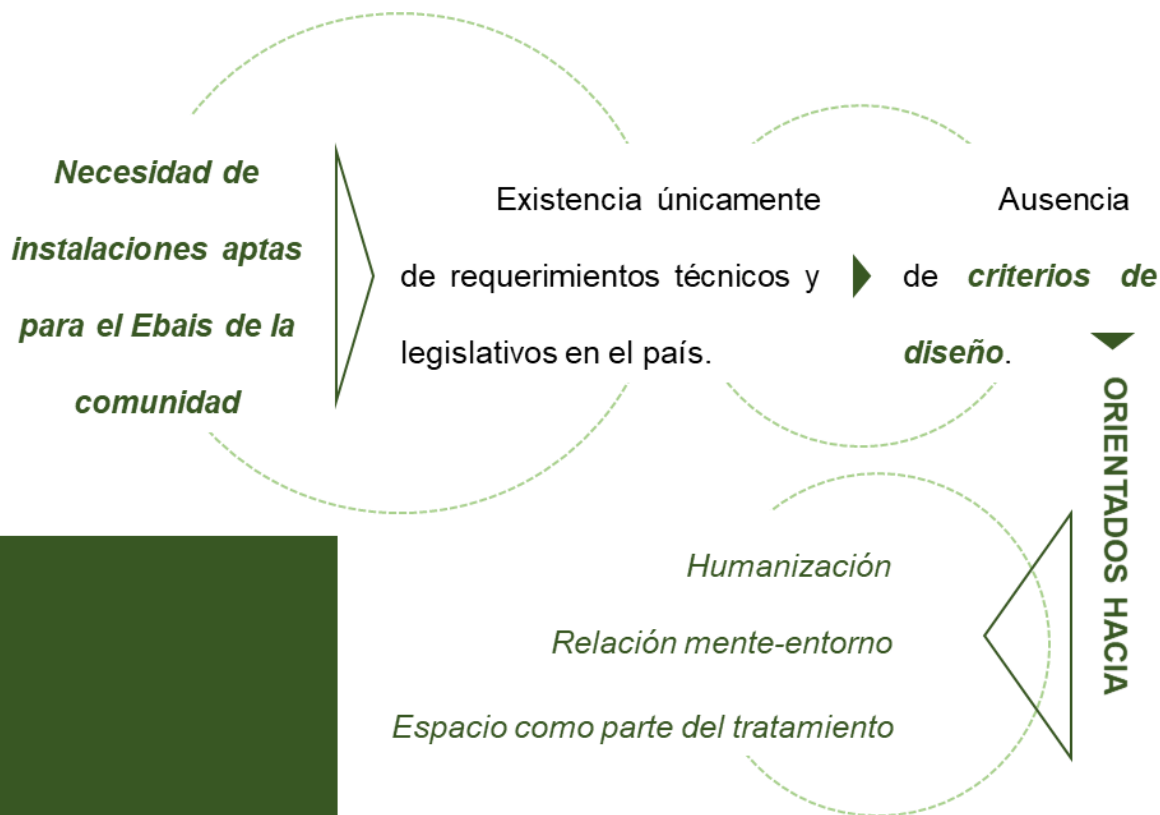 Necesidad de
instalaciones aptas
para el Ebais de la
comunidad
Existencia únicamente
de requerimientos técnicos y
legislativos en el país.
Ausencia
de criterios de
diseño.
ORIENTADOS HACIA
Humanización
Relación mente-entorno
Espacio como parte del tratamiento